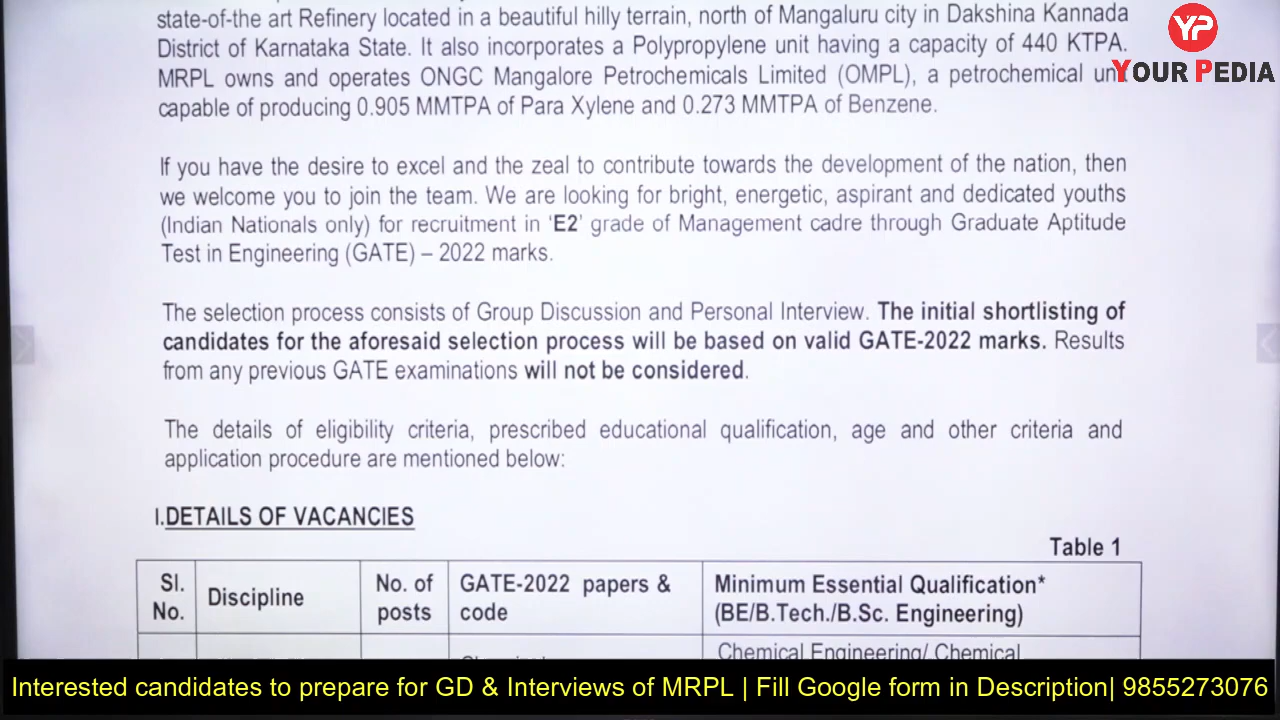 state-of-the art Refinery located in a beautiful hilly terrain, north of Mangaluru city in Dakshina Kannada
District of Karnataka State. It also incorporates a Polypropylene unit having a capacity of 440 KTPA.
MRPL owns and operates ONGC Mangalore Petrochemicals Limited (OMPL), a petrochemical
capable of producing 0.905 MMTPA of Para Xylene and 0.273 MMTPA of Benzene.
YP
YOUR PEDIA
If you have the desire to excel and the zeal to contribute towards the development of the nation, then
we welcome you to join the team. We are looking for bright, energetic, aspirant and dedicated youths
(Indian Nationals only) for recruitment in ‘E2’ grade of Management cadre through Graduate Aptitude
Test in Engineering (GATE) – 2022 marks.
The selection process consists of Group Discussion and Personal Interview. The initial shortlisting of
candidates for the aforesaid selection process will be based on valid GATE-2022 marks. Results
from any previous GATE examinations will not be considered.
The details of eligibility criteria, prescribed educational qualification, age and other criteria and
application procedure are mentioned below:
I.DETAILS OF VACANCIES
Table 1
Sl. No.
Discipline
No. of posts
GATE-2022 papers & code
Minimum Essential Qualification*
(BE/B.Tech./B.Sc. Engineering)
Chemical Engineering/ Chemical
Interested candidates to prepare for GD & Interviews of MRPL | Fill Google form in Description| 9855273076